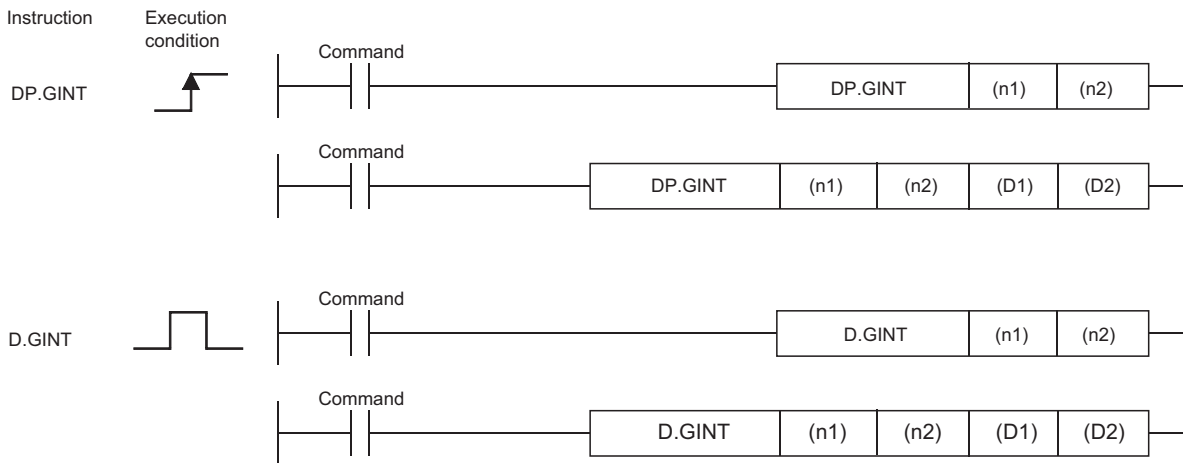 Instruction Execution condition
Command
DP.GINT DP.GINT (n1) (n2)
Command
DP.GINT (n1) (n2) (D1) (D2)
Command
D.GINT D.GINT (n1) (n2)
Command
D.GINT (n1) (n2) (D1) (D2)